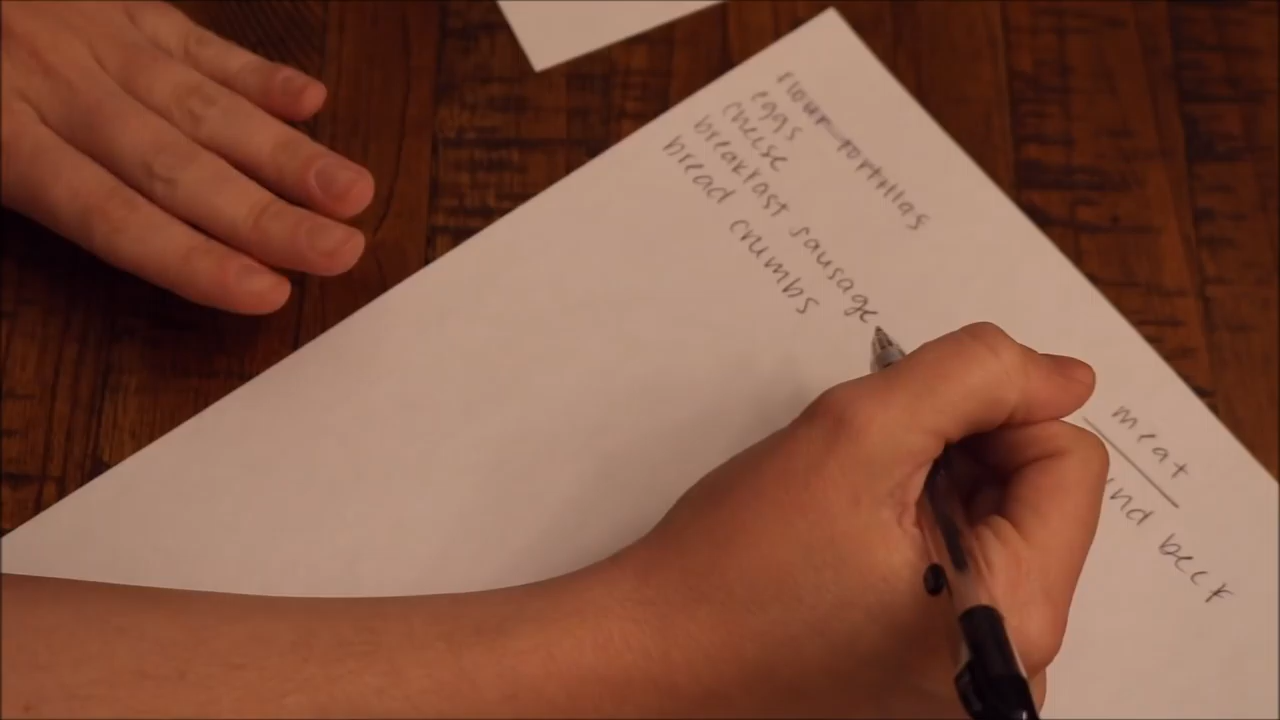 flour tortillas
eggs
cheese
breakfast sausage
bread crumbs
meat
beef